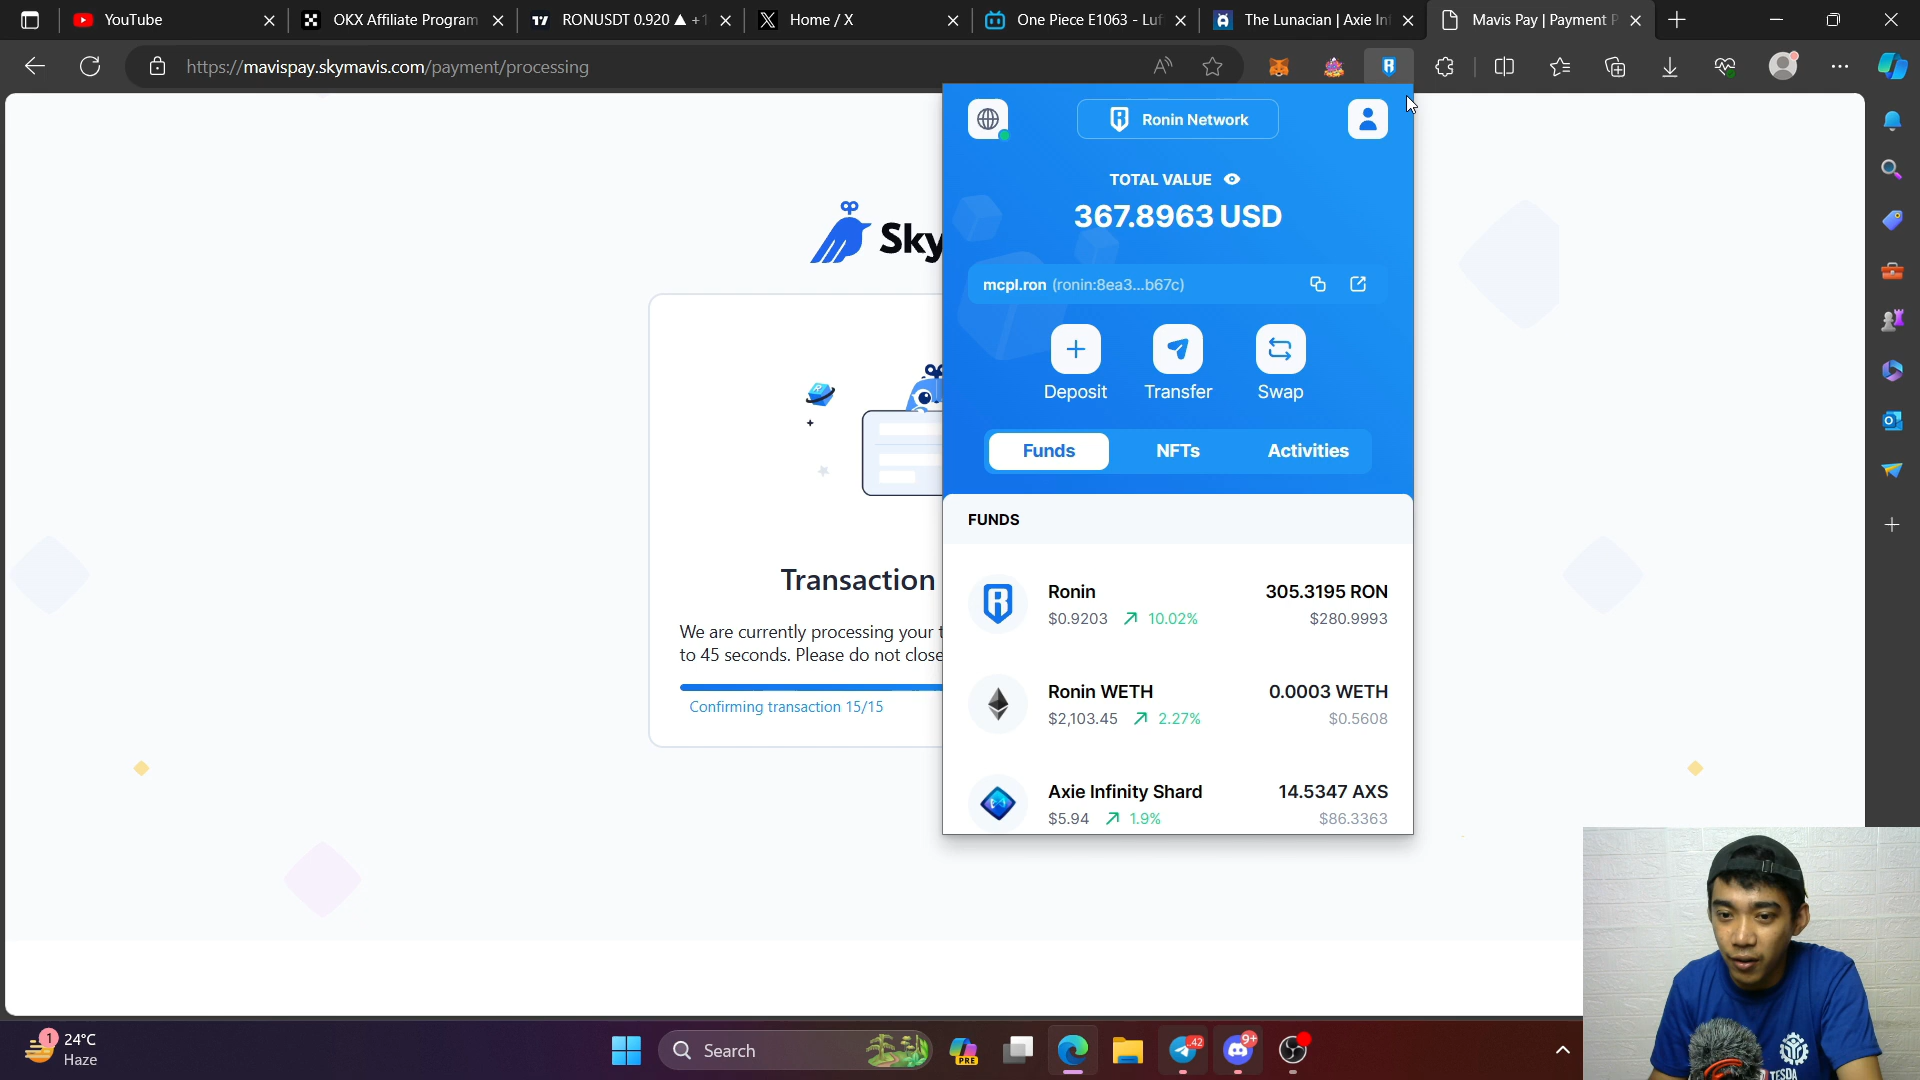 YouTube
OKX Affiliate Program
RONUSDT 0.920 ▲ +1
Home / X
One Piece E1063 - Luf
The Lunacian | Axie In
Mavis Pay | Payment P
https://mavispay.skymavis.com/payment/processing
Ronin Network
TOTAL VALUE
367.8963 USD
mcpl.ron (ronin:8ea3...b67c)
Deposit
Transfer
Swap
Funds
NFTs
Activities
FUNDS
Ronin
305.3195 RON
$0.9203
10.02%
$280.9993
Ronin WETH
0.0003 WETH
$2,103.45
2.27%
$0.5608
Axie Infinity Shard
14.5347 AXS
$5.94
1.9%
$86.3363
Sky
Transaction
We are currently processing your t
to 45 seconds. Please do not close
Confirming transaction 15/15
1
24°C
Haze
Search
PRE
42
9+
TESDA